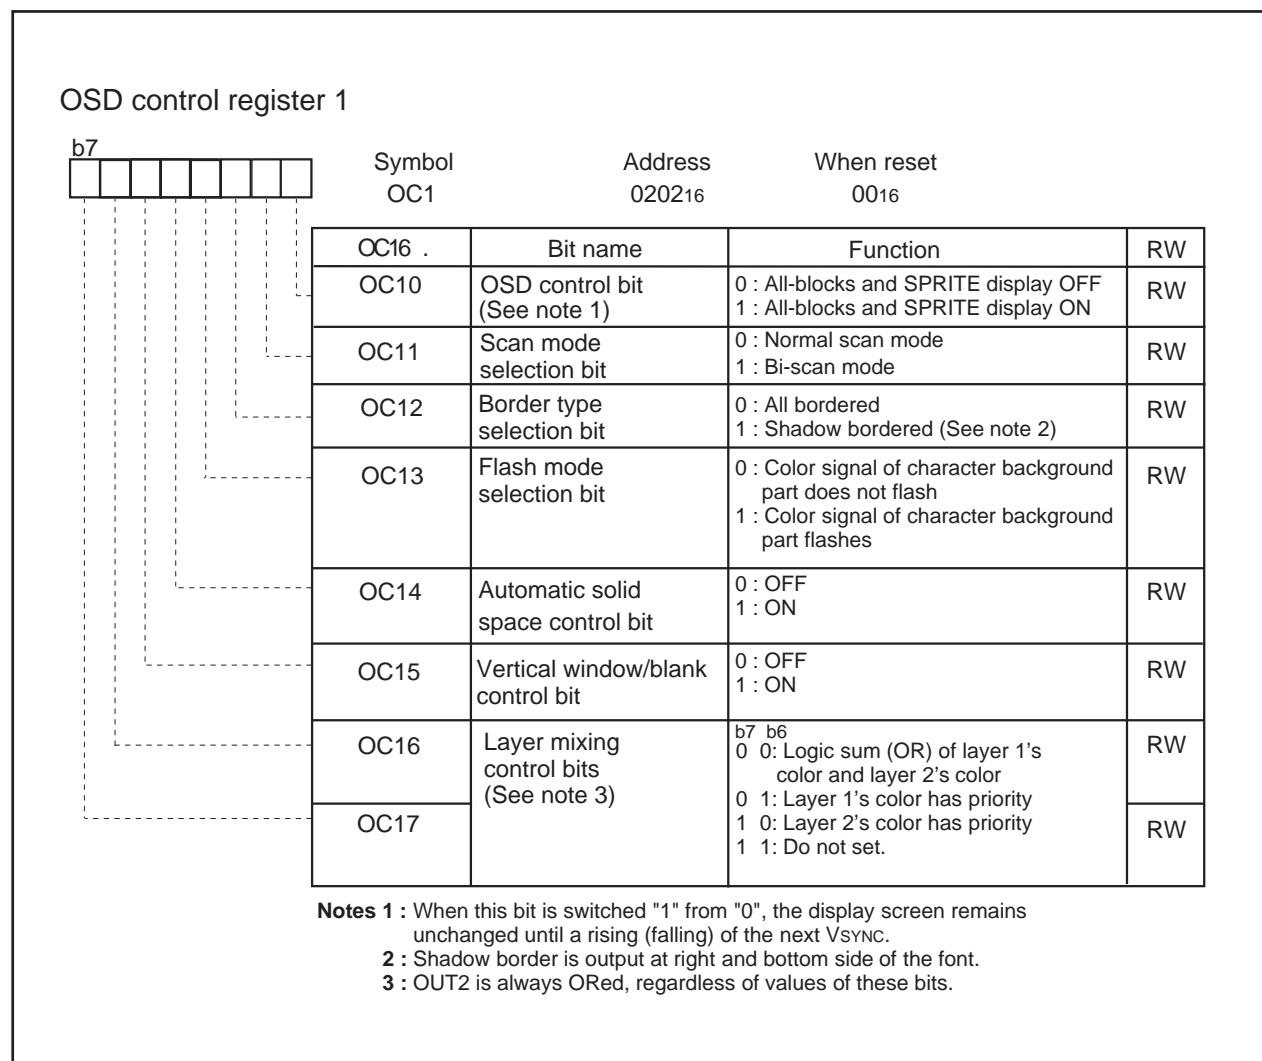 OSD control register 1
b7
Symbol Address When reset
OC1 020216 0016
OC16 . Bit name Function RW
OC10 OSD control bit (See note 1) 0 : All-blocks and SPRITE display OFF RW
1 : All-blocks and SPRITE display ON
OC11 Scan mode selection bit 0 : Normal scan mode RW
1 : Bi-scan mode
OC12 Border type selection bit 0 : All bordered RW
1 : Shadow bordered (See note 2)
OC13 Flash mode selection bit 0 : Color signal of character background RW
part does not flash
1 : Color signal of character background
part flashes
OC14 Automatic solid space control bit 0 : OFF RW
1 : ON
OC15 Vertical window/blank control bit 0 : OFF RW
1 : ON
OC16 Layer mixing control bits (See note 3) b7 b6 RW
0 0: Logic sum (OR) of layer 1’s
color and layer 2’s color
0 1: Layer 1’s color has priority
OC17 1 0: Layer 2’s color has priority RW
1 1: Do not set.
Notes 1 : When this bit is switched "1" from "0", the display screen remains
unchanged until a rising (falling) of the next VSYNC.
2 : Shadow border is output at right and bottom side of the font.
3 : OUT2 is always ORed, regardless of values of these bits.